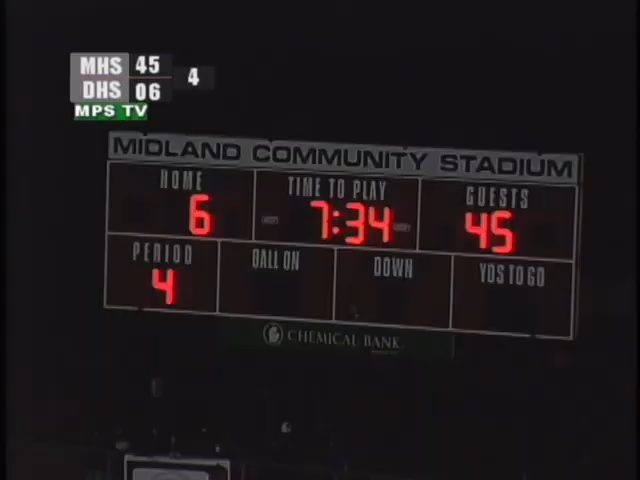 MHS 45
DHS 06
4
MPS TV
MIDLAND COMMUNITY STADIUM
HOME TIME TO PLAY GUESTS
6 7:34 45
PERIOD BALL ON DOWN YDS TO GO
4
CHEMICAL BANK